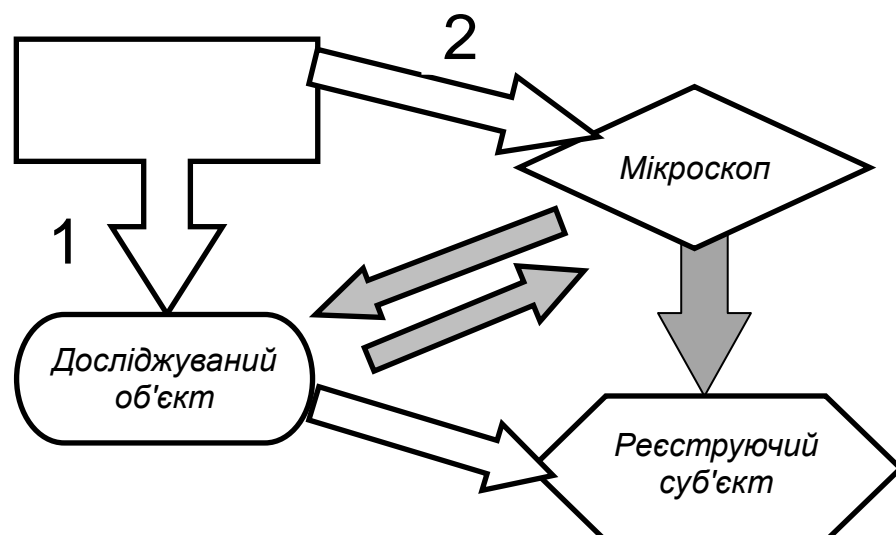 2
Мікроскоп
1
Досліджуваний
об'єкт
Реєструючий
суб'єкт